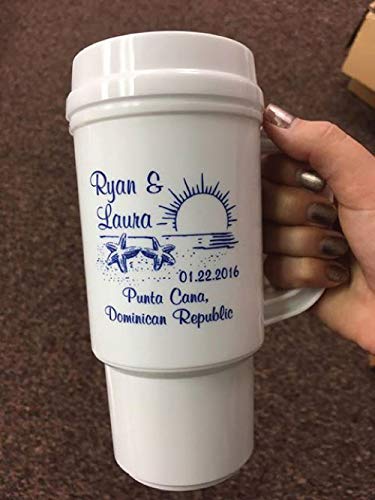 Ryan &
Laura
01.22.2016
Punta Cana,
Dominican Republic